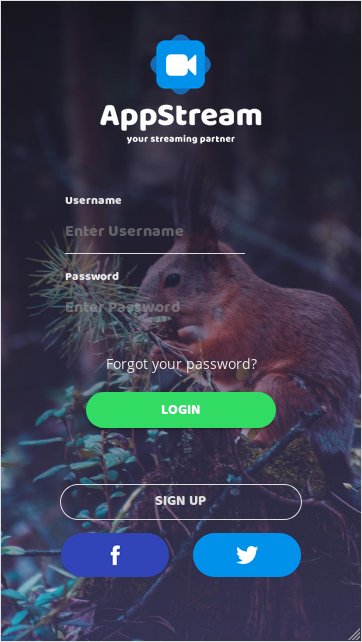 AppStream
your streaming partner
Username
Enter Username
Password
Enter Password
Forgot your password?
LOGIN
SIGN UP